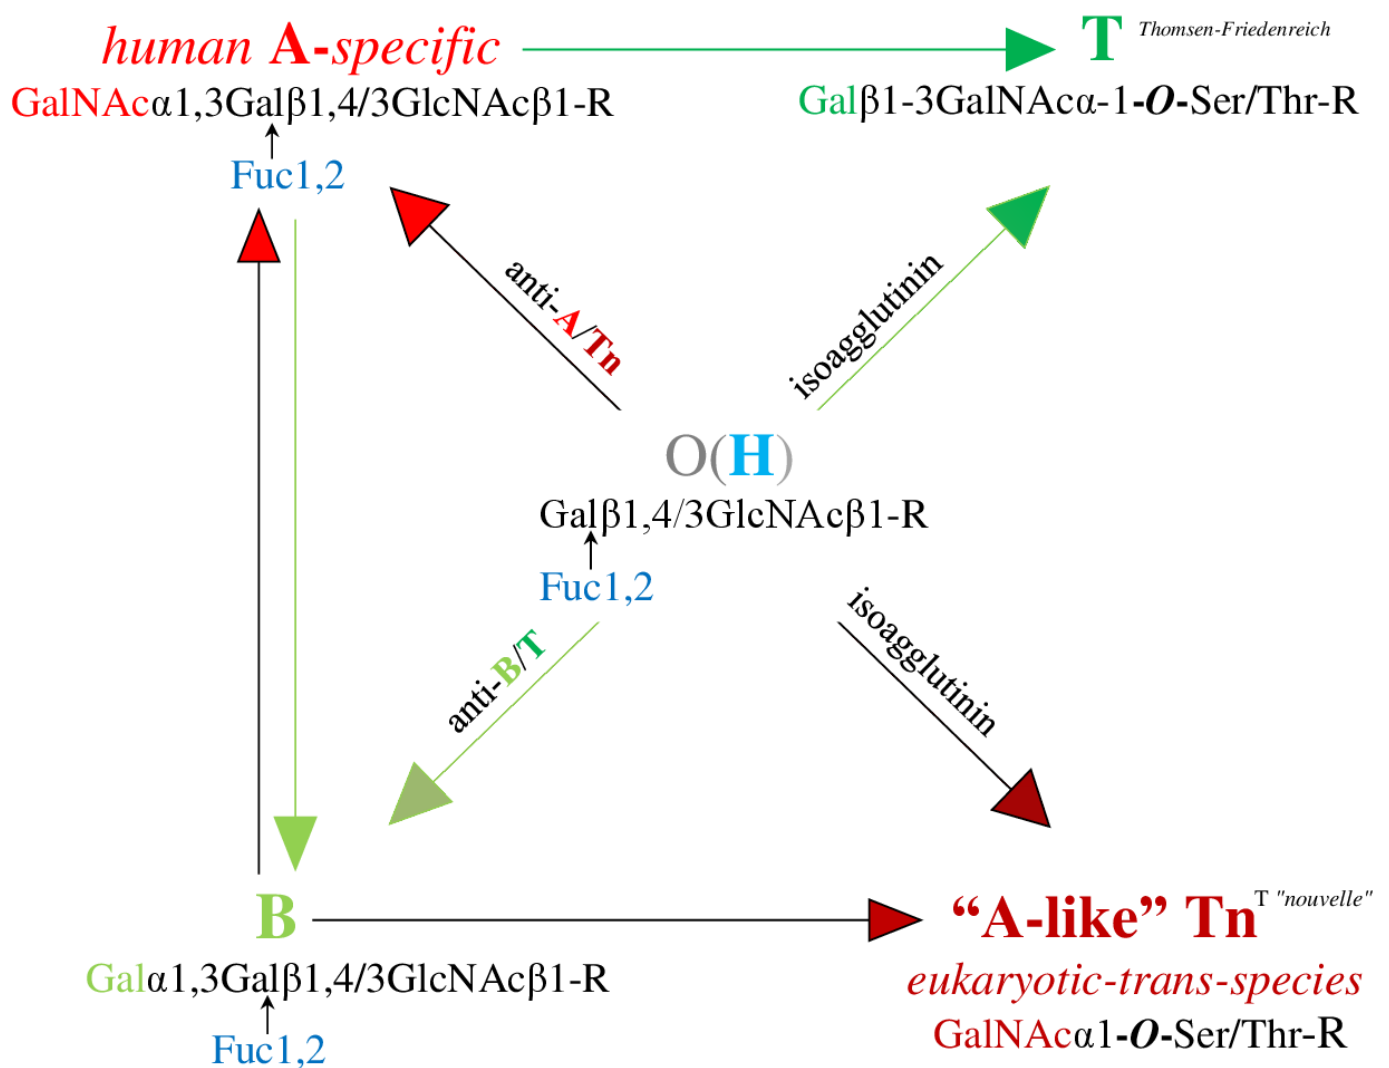 human A-specific
GalNAcα1,3Galβ1,4/3GlcNAcβ1-R
Fuc1,2
T Thomsen-Friedenreich
Galβ1-3GalNAcα-1-O-Ser/Thr-R
anti-A/Tn
isoagglutinin
O(H)
Galβ1,4/3GlcNAcβ1-R
Fuc1,2
anti-B/T
isoagglutinin
B
Galα1,3Galβ1,4/3GlcNAcβ1-R
Fuc1,2
“A-like” Tn T "nouvelle"
eukaryotic-trans-species
GalNAcα1-O-Ser/Thr-R